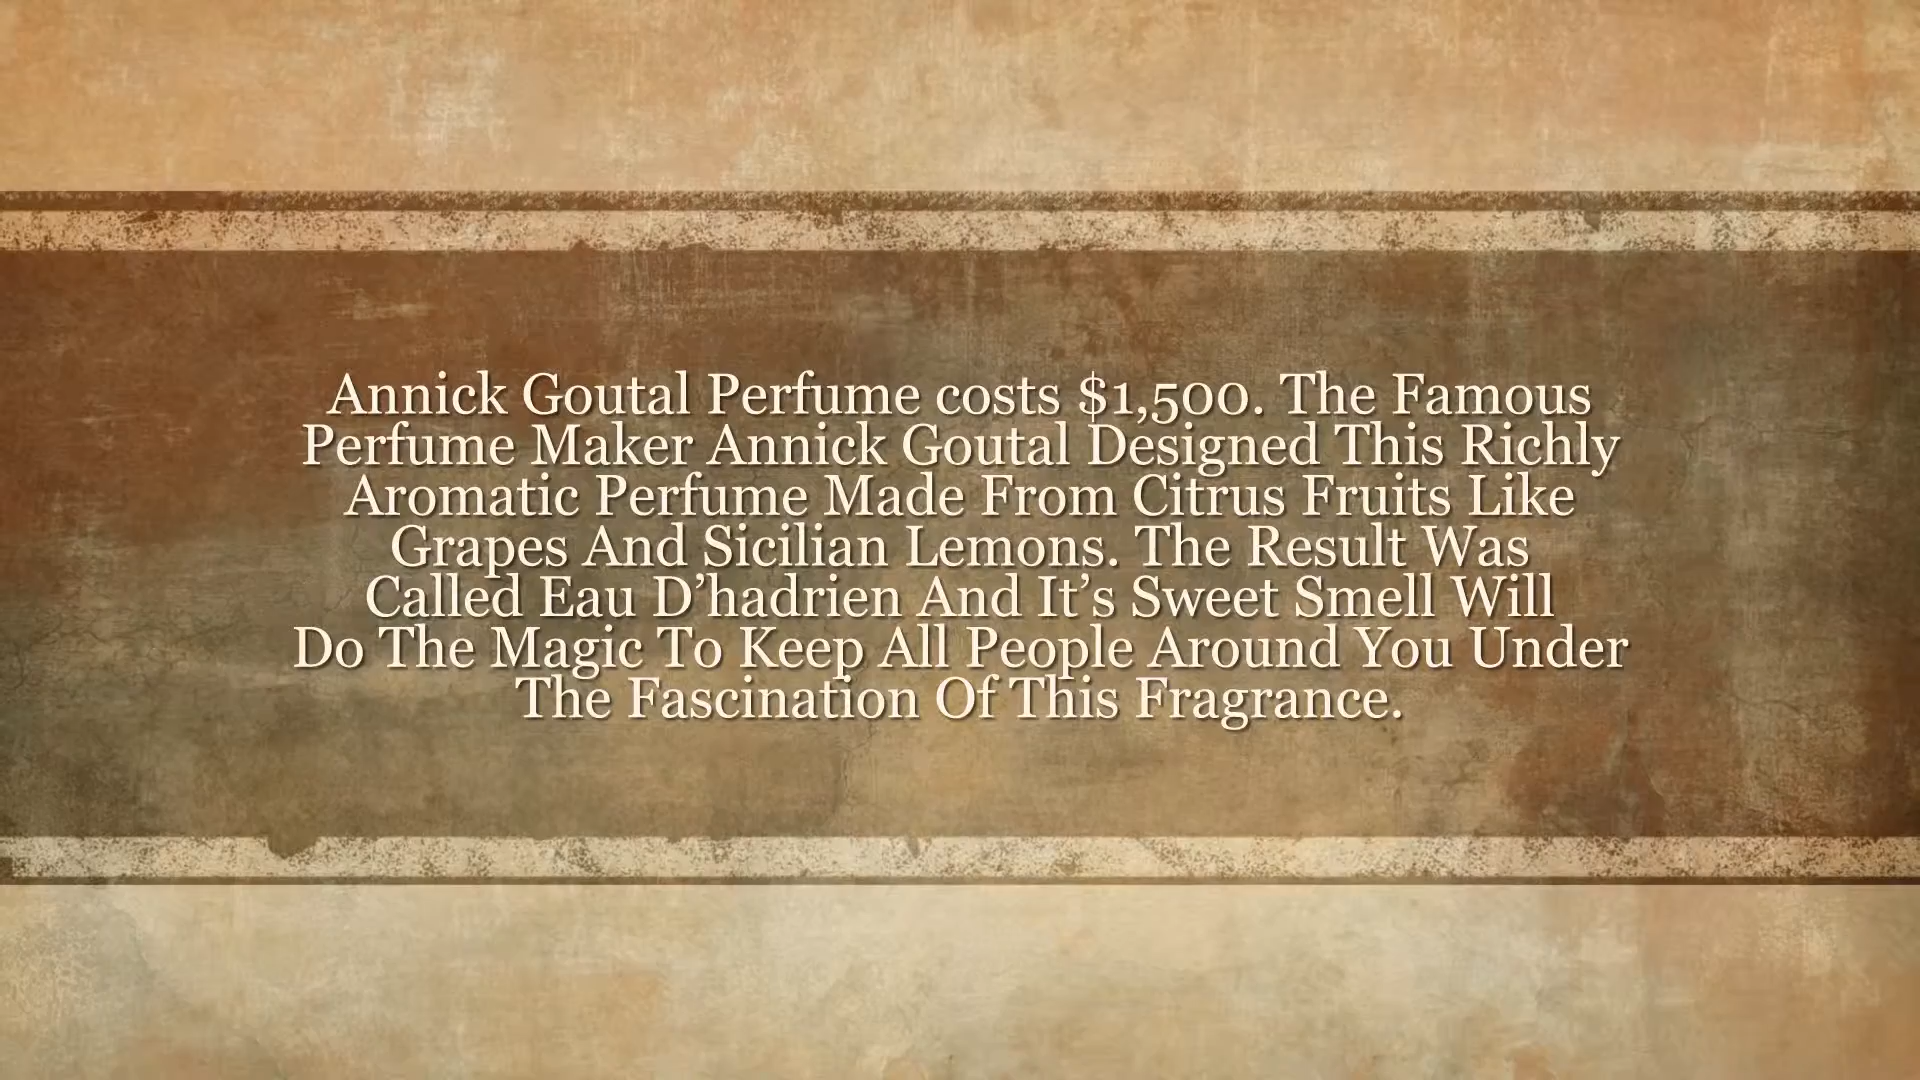 Annick Goutal Perfume costs $1,500. The Famous
Perfume Maker Annick Goutal Designed This Richly
Aromatic Perfume Made From Citrus Fruits Like
Grapes And Sicilian Lemons. The Result Was
Called Eau D’hadrien And It’s Sweet Smell Will
Do The Magic To Keep All People Around You Under
The Fascination Of This Fragrance.